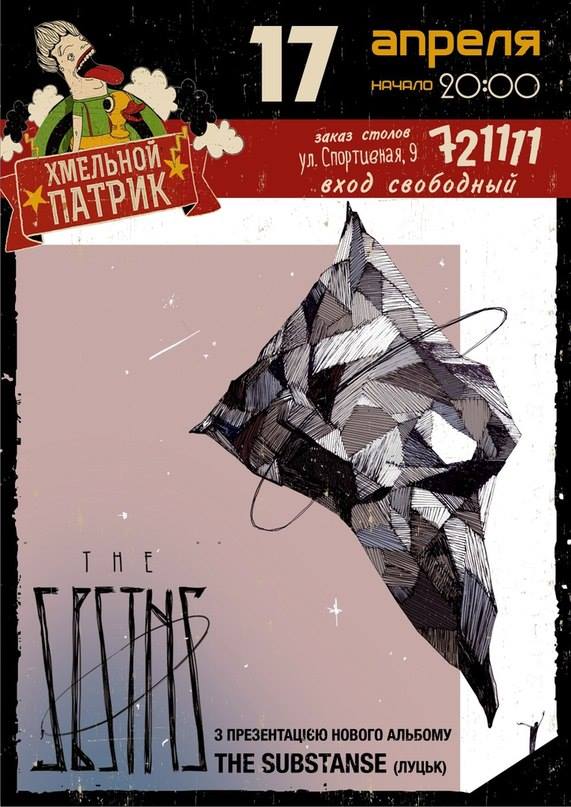 17
апреля
начало 20:00
ХМЕЛЬНОЙ
ПАТРИК
заказ столов
ул. Спортивная, 9
721111
вход свободный
THE
SBSTNS
З ПРЕЗЕНТАЦІЄЮ НОВОГО АЛЬБОМУ
THE SUBSTANSE (ЛУЦЬК)